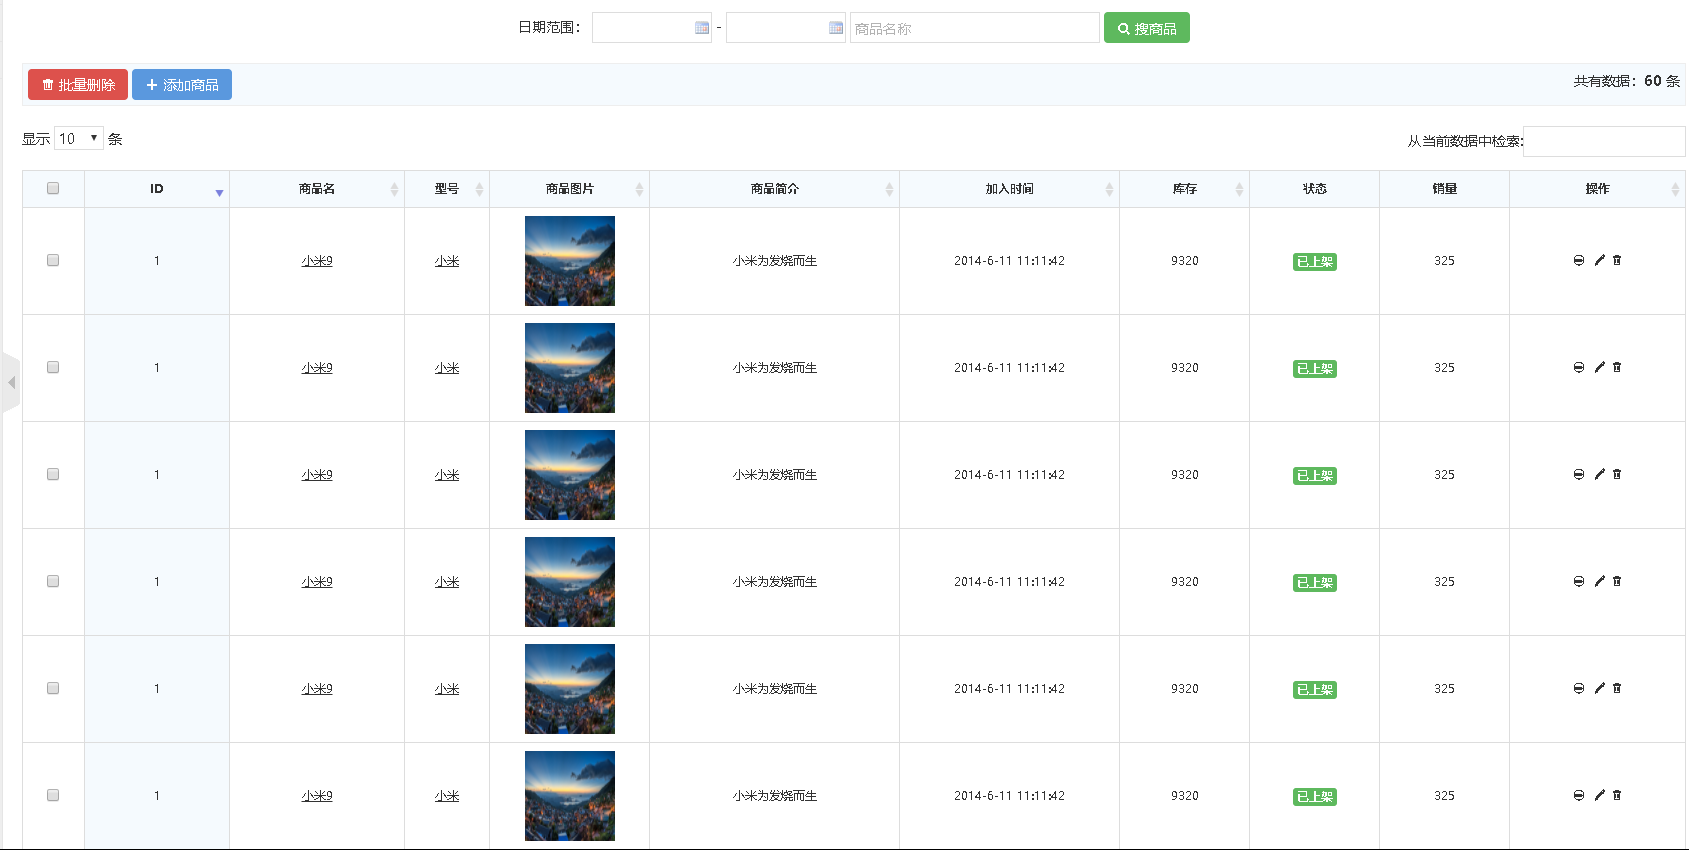 日期范围： - 商品名称 搜商品
批量删除 添加商品 共有数据：60 条
显示 10 条 从当前数据中检索:
ID 商品名 型号 商品图片 商品简介 加入时间 库存 状态 销量 操作
1 小米9 小米 小米为发烧而生 2014-6-11 11:11:42 9320 已上架 325
1 小米9 小米 小米为发烧而生 2014-6-11 11:11:42 9320 已上架 325
1 小米9 小米 小米为发烧而生 2014-6-11 11:11:42 9320 已上架 325
1 小米9 小米 小米为发烧而生 2014-6-11 11:11:42 9320 已上架 325
1 小米9 小米 小米为发烧而生 2014-6-11 11:11:42 9320 已上架 325
1 小米9 小米 小米为发烧而生 2014-6-11 11:11:42 9320 已上架 325